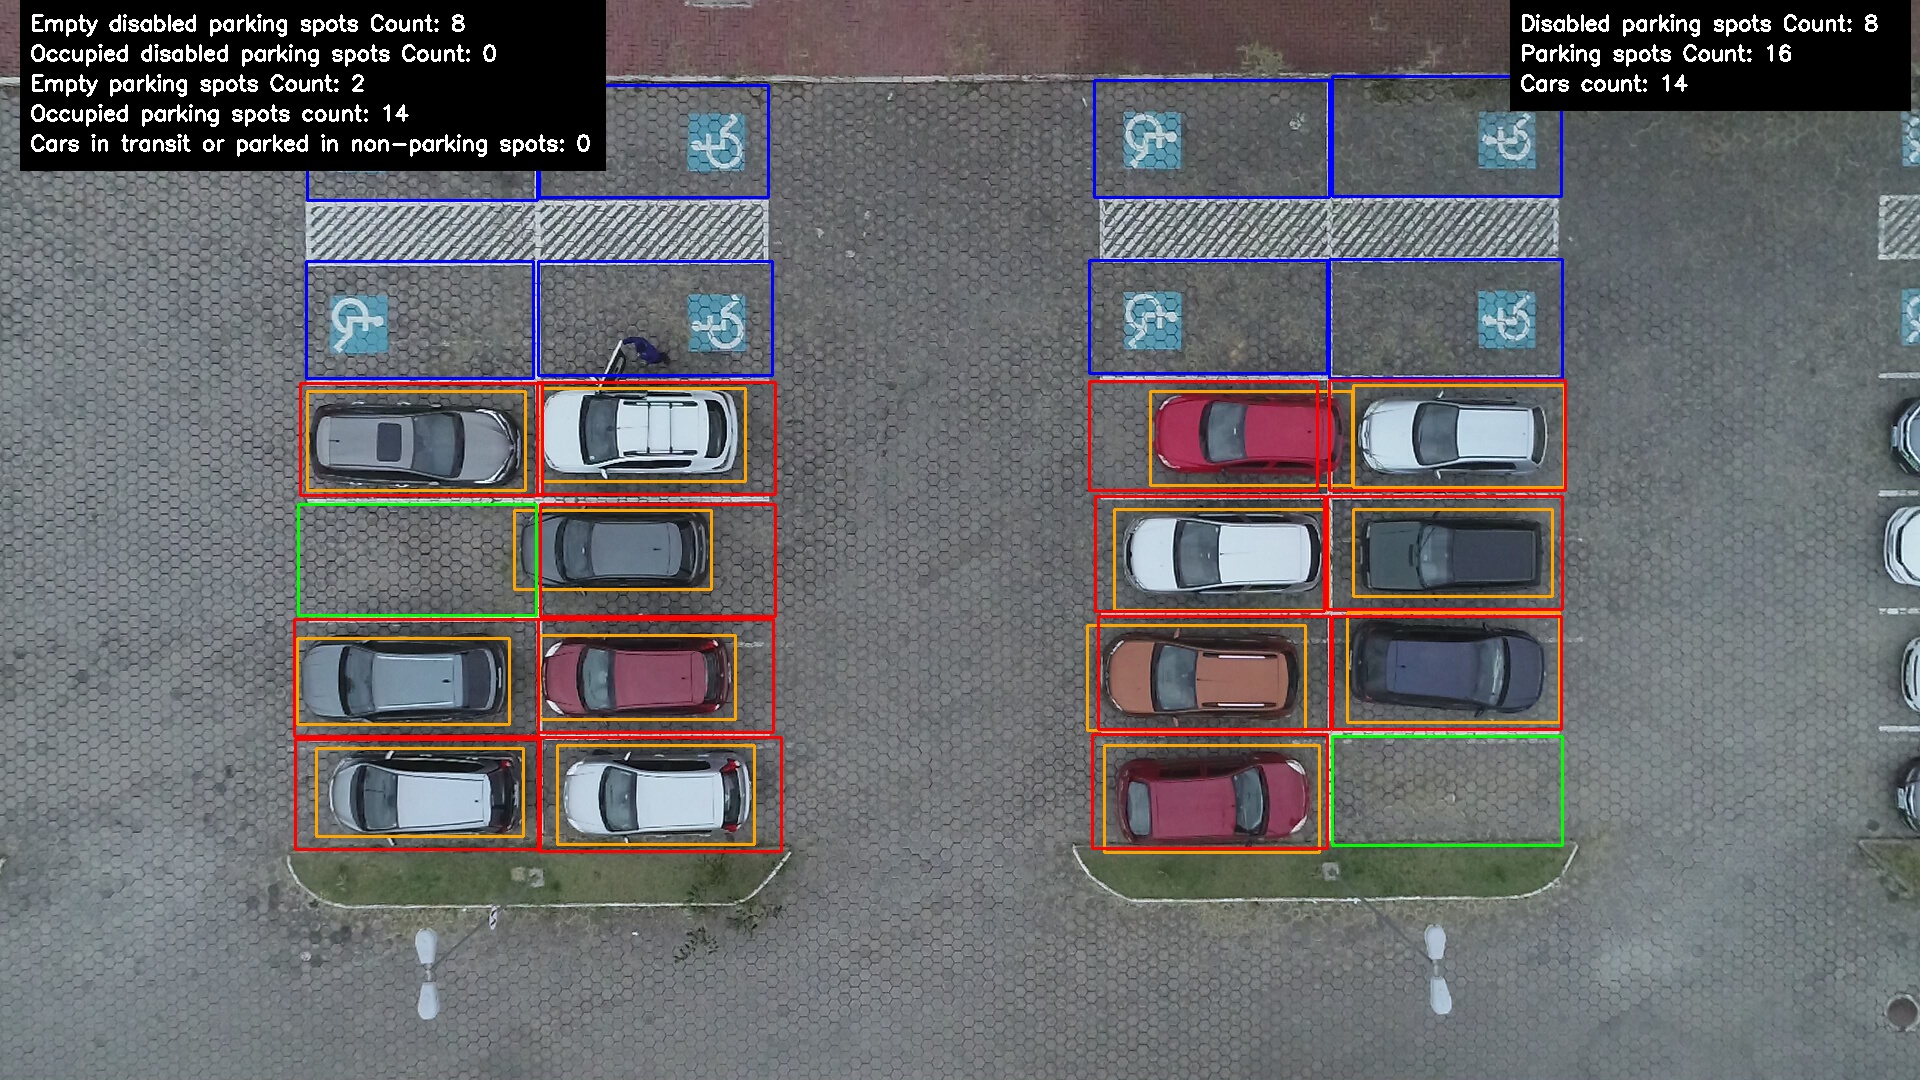 Empty disabled parking spots Count: 8
Occupied disabled parking spots Count: 0
Empty parking spots Count: 2
Occupied parking spots count: 14
Cars in transit or parked in non-parking spots: 0
Disabled parking spots Count: 8
Parking spots Count: 16
Cars count: 14